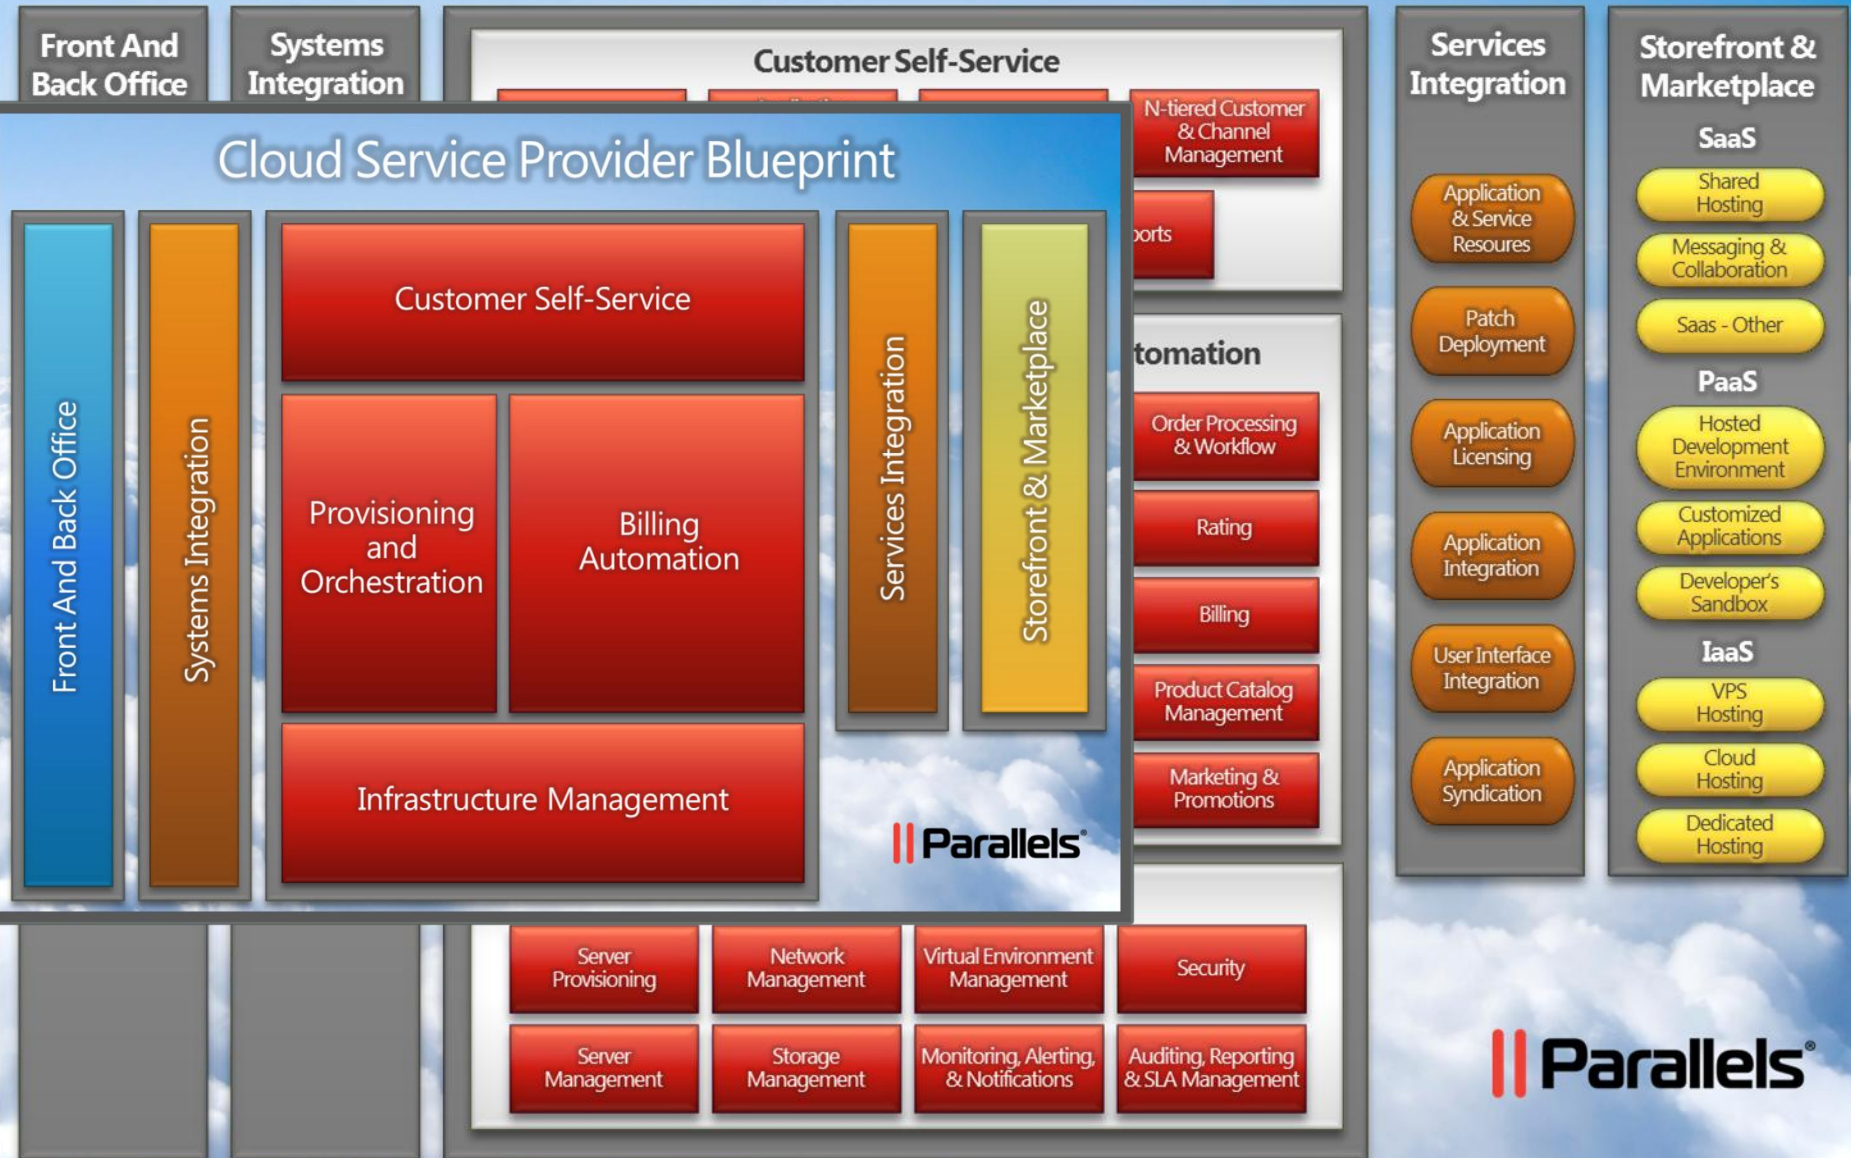 Front And
Back Office
Systems
Integration
Customer Self-Service
N-tiered Customer
& Channel
Management
Services
Integration
Application
& Service
Resoures
Patch
Deployment
Application
Licensing
Application
Integration
User Interface
Integration
Application
Syndication
Storefront &
Marketplace
SaaS
Shared
Hosting
Messaging &
Collaboration
Saas - Other
PaaS
Hosted
Development
Environment
Customized
Applications
Developer's
Sandbox
IaaS
VPS
Hosting
Cloud
Hosting
Dedicated
Hosting
Cloud Service Provider Blueprint
Front And Back Office
Systems Integration
Customer Self-Service
Provisioning
and
Orchestration
Billing
Automation
Infrastructure Management
Services Integration
Storefront & Marketplace
Parallels®
ports
tomation
Order Processing
& Workflow
Rating
Billing
Product Catalog
Management
Marketing &
Promotions
Server
Provisioning
Network
Management
Virtual Environment
Management
Security
Server
Management
Storage
Management
Monitoring, Alerting,
& Notifications
Auditing, Reporting
& SLA Management
Parallels®